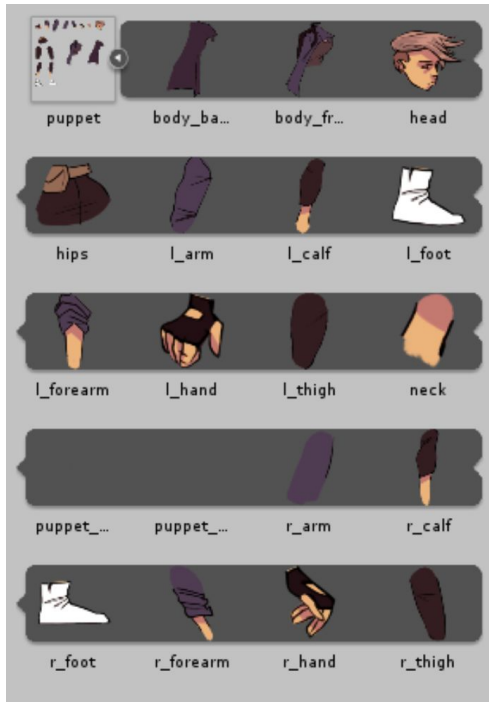 puppet body_ba... body_fr... head
hips l_arm l_calf l_foot
l_forearm l_hand l_thigh neck
puppet_... puppet_... r_arm r_calf
r_foot r_forearm r_hand r_thigh